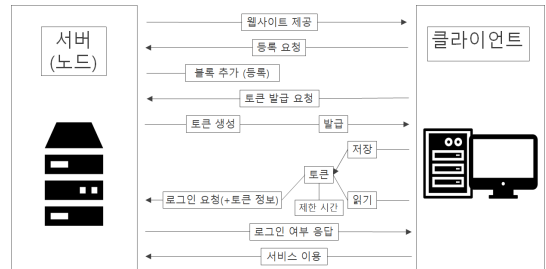 서버
(노드)
클라이언트
웹사이트 제공
등록 요청
블록 추가 (등록)
토큰 발급 요청
토큰 생성
발급
저장
토큰
로그인 요청(+토큰 정보)
제한 시간
읽기
로그인 여부 응답
서비스 이용